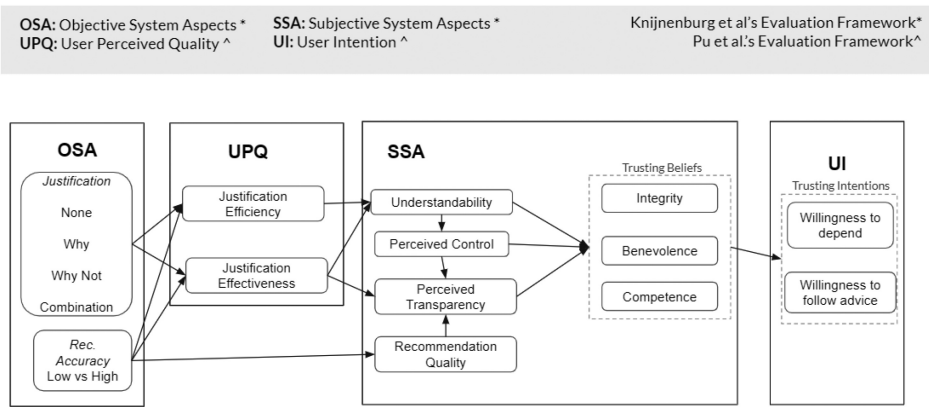 OSA: Objective System Aspects *
SSA: Subjective System Aspects *
Knijnenburg et al's Evaluation Framework*
UPQ: User Perceived Quality ^
UI: User Intention ^
Pu et al.'s Evaluation Framework^
OSA
Justification
None
Why
Why Not
Combination
Rec.
Accuracy
Low vs High
UPQ
Justification
Efficiency
Justification
Effectiveness
SSA
Understandability
Perceived Control
Perceived
Transparency
Recommendation
Quality
Trusting Beliefs
Integrity
Benevolence
Competence
UI
Trusting Intentions
Willingness to
depend
Willingness to
follow advice